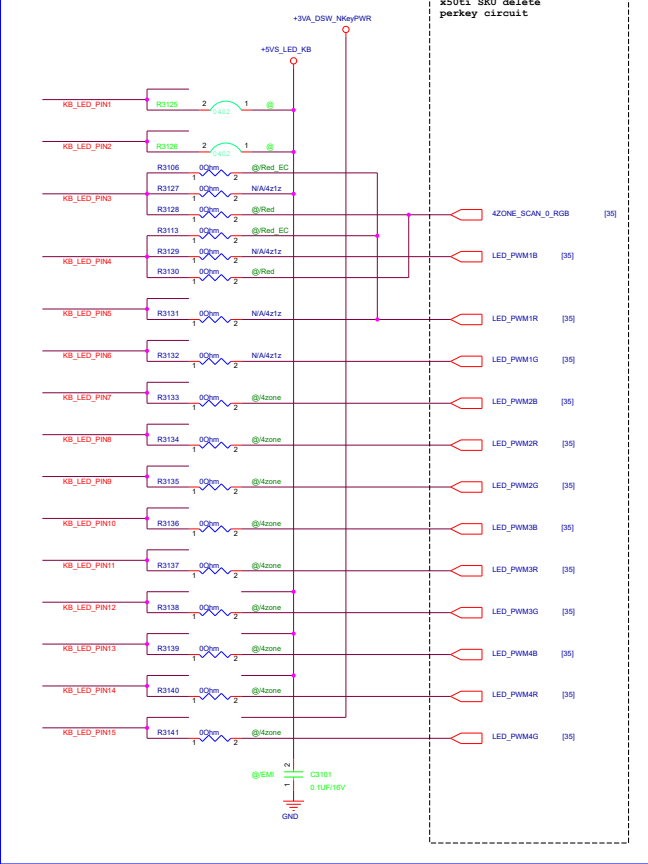 x50ti SKU delete
perkey circuit
+3VA_DSW_NKeyPWR
+5VS_LED_KB
KB_LED_PIN1 R3125 2 0402 1 @
KB_LED_PIN2 R3126 2 0402 1 @
R3106 0Ohm 1 2 @/Red_EC
KB_LED_PIN3 R3127 0Ohm 1 2 N/A/4z1z
R3128 0Ohm 1 2 @/Red 4ZONE_SCAN_0_RGB [35]
R3113 0Ohm 1 2 @/Red_EC
KB_LED_PIN4 R3129 0Ohm 1 2 N/A/4z1z LED_PWM1B [35]
R3130 0Ohm 1 2 @/Red
KB_LED_PIN5 R3131 0Ohm 1 2 N/A/4z1z LED_PWM1R [35]
KB_LED_PIN6 R3132 0Ohm 1 2 N/A/4z1z LED_PWM1G [35]
KB_LED_PIN7 R3133 0Ohm 1 2 @/4zone LED_PWM2B [35]
KB_LED_PIN8 R3134 0Ohm 1 2 @/4zone LED_PWM2R [35]
KB_LED_PIN9 R3135 0Ohm 1 2 @/4zone LED_PWM2G [35]
KB_LED_PIN10 R3136 0Ohm 1 2 @/4zone LED_PWM3B [35]
KB_LED_PIN11 R3137 0Ohm 1 2 @/4zone LED_PWM3R [35]
KB_LED_PIN12 R3138 0Ohm 1 2 @/4zone LED_PWM3G [35]
KB_LED_PIN13 R3139 0Ohm 1 2 @/4zone LED_PWM4B [35]
KB_LED_PIN14 R3140 0Ohm 1 2 @/4zone LED_PWM4R [35]
KB_LED_PIN15 R3141 0Ohm 1 2 @/4zone LED_PWM4G [35]
@/EMI 2 1 C3101
0.1UF/16V
GND